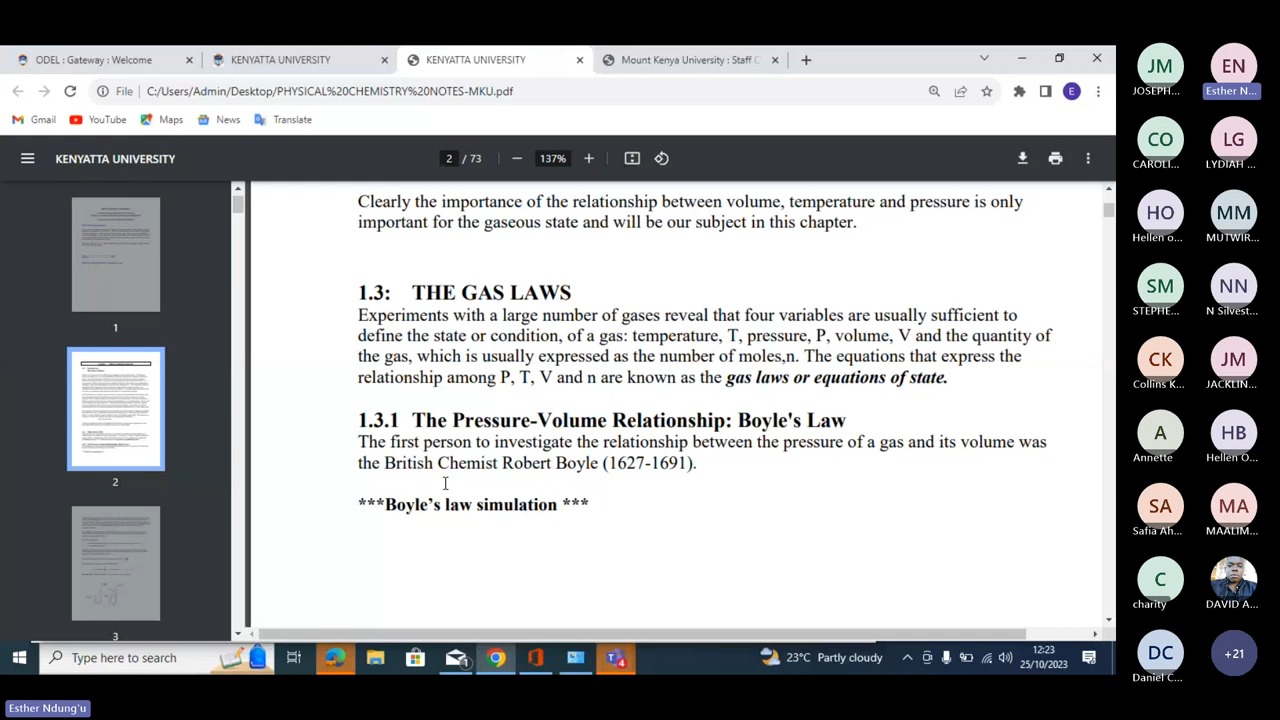 ODEL : Gateway : Welcome
KENYATTA UNIVERSITY
KENYATTA UNIVERSITY
Mount Kenya University : Staff C
File C:/Users/Admin/Desktop/PHYSICAL%20CHEMISTRY%20NOTES-MKU.pdf
E
Gmail YouTube Maps News Translate
KENYATTA UNIVERSITY
2 / 73
137%
1
2
3
Clearly the importance of the relationship between volume, temperature and pressure is only
important for the gaseous state and will be our subject in this chapter.
1.3: THE GAS LAWS
Experiments with a large number of gases reveal that four variables are usually sufficient to
define the state or condition, of a gas: temperature, T, pressure, P, volume, V and the quantity of
the gas, which is usually expressed as the number of moles,n. The equations that express the
relationship among P, T, V and n are known as the gas laws or equations of state.
1.3.1 The Pressure-Volume Relationship: Boyle's Law
The first person to investigate the relationship between the pressure of a gas and its volume was
the British Chemist Robert Boyle (1627-1691).
***Boyle’s law simulation ***
Type here to search
1
4
23°C Partly cloudy
12:23
25/10/2023
Esther Ndung'u
JM
JOSEPH...
EN
Esther N...
CO
CAROLI...
LG
LYDIAH ...
HO
Hellen o...
MM
MUTWIR...
SM
STEPHE...
NN
N Silvest...
CK
Collins K...
JM
JACKLIN...
A
Annette
HB
Hellen O...
SA
Safia Ah...
MA
MAALIM...
C
charity
DAVID A...
DC
Daniel C...
+21